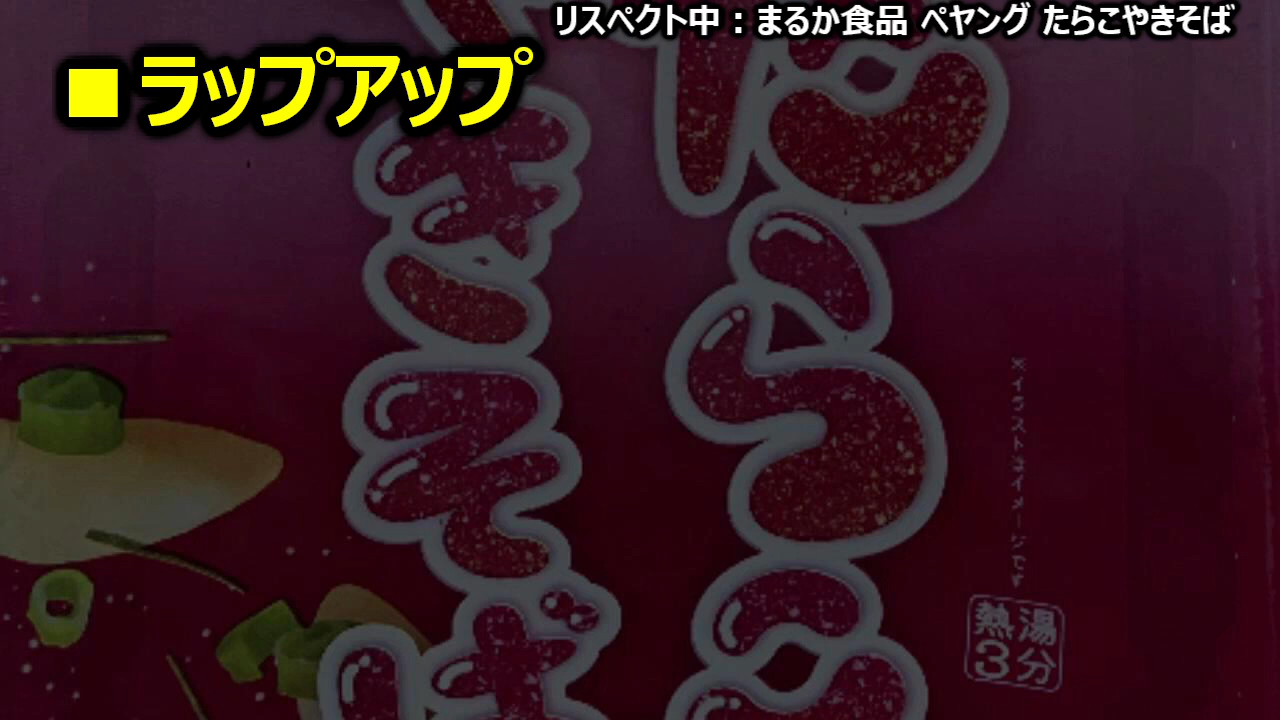 リスペクト中：まるか食品 ペヤング たらこやきそば
■ラップアップ
たらこ
やきそば
※イラストはイメージです
熱湯
3分